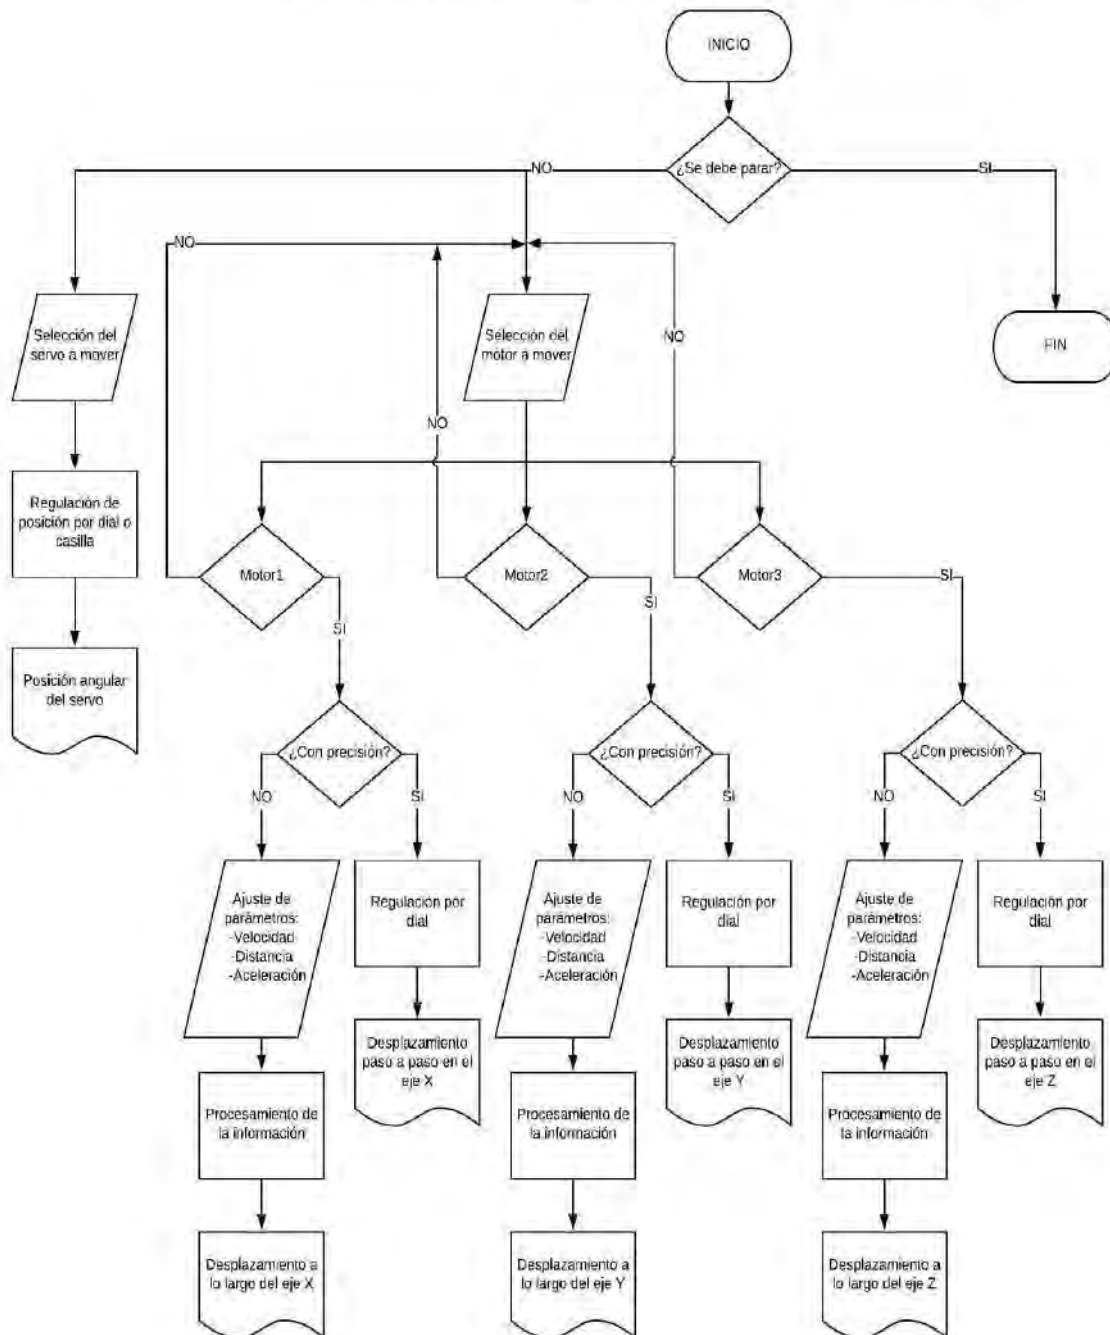 INICIO
¿Se debe parar?
NO
SI
NO
Selección del
servo a mover
Selección del
motor a mover
NO
FIN
NO
Regulación de
posición por dial o
casilla
Motor1
Motor2
Motor3
SI
SI
SI
Posición angular
del servo
¿Con precisión?
¿Con precisión?
¿Con precisión?
NO
SI
NO
SI
NO
SI
Ajuste de
parámetros:
-Velocidad
-Distancia
-Aceleración
Regulación por
dial
Ajuste de
parámetros:
-Velocidad
-Distancia
-Aceleración
Regulación por
dial
Ajuste de
parámetros:
-Velocidad
-Distancia
-Aceleración
Regulación por
dial
Desplazamiento
paso a paso en el
eje X
Desplazamiento
paso a paso en el
eje Y
Desplazamiento
paso a paso en el
eje Z
Procesamiento de
la información
Procesamiento de
la información
Procesamiento de
la información
Desplazamiento a
lo largo del eje X
Desplazamiento a
lo largo del eje Y
Desplazamiento a
lo largo del eje Z